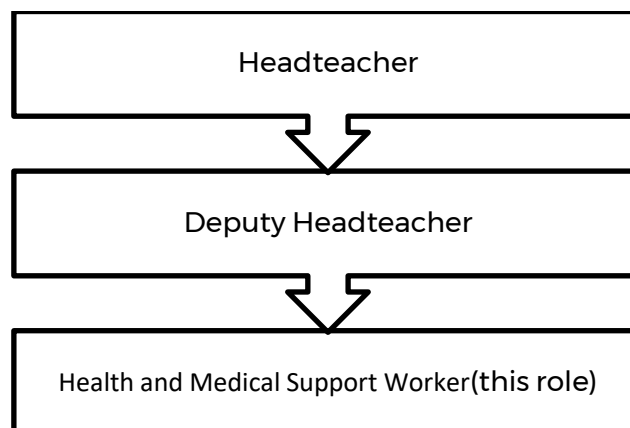 Headteacher
Deputy Headteacher
Health and Medical Support Worker(this role)